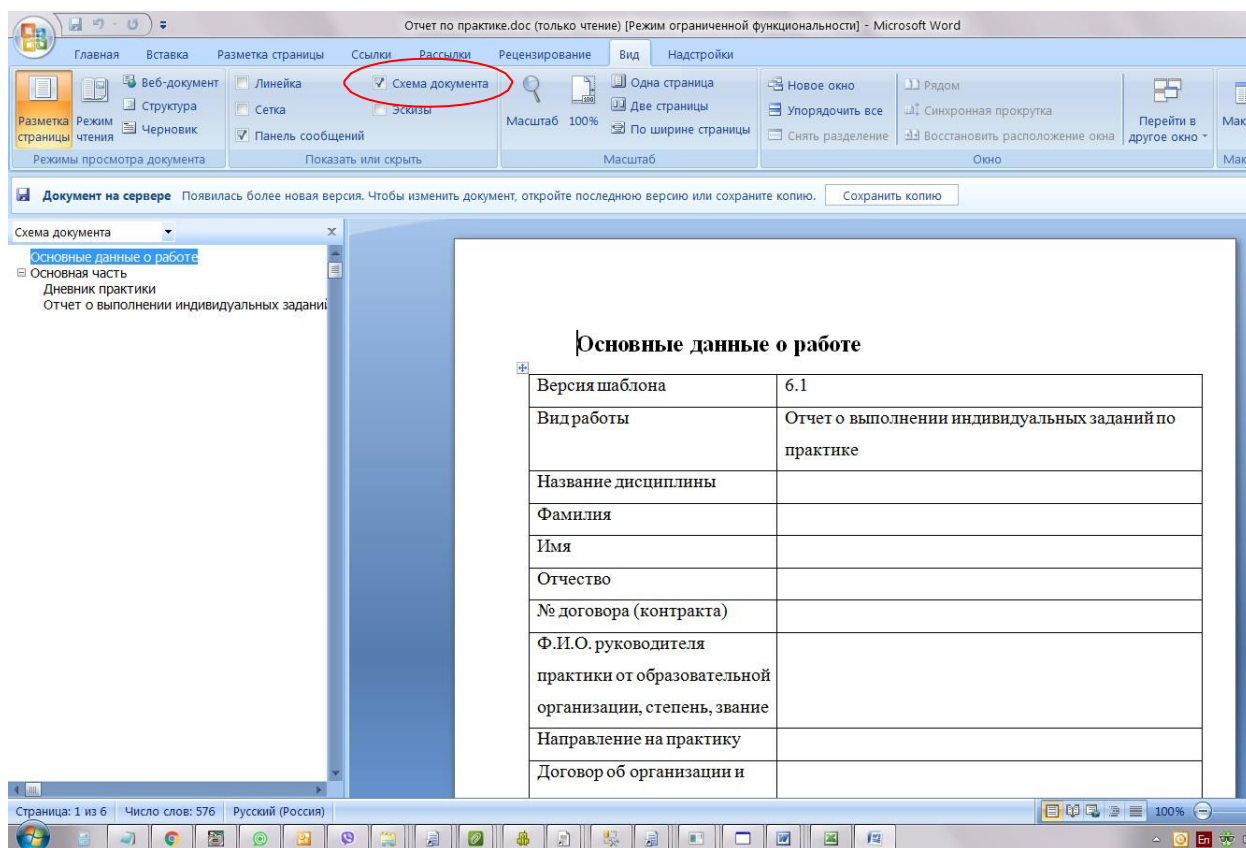 Отчет по практике.doc (только чтение) [Режим ограниченной функциональности] - Microsoft Word
Главная Вставка Разметка страницы Ссылки Рассылки Рецензирование Вид Надстройки
Разметка страницы
Режим чтения
Веб-документ
Структура
Черновик
Режимы просмотра документа
Линейка
Сетка
Панель сообщений
Схема документа
Эскизы
Показать или скрыть
Масштаб
100%
Одна страница
Две страницы
По ширине страницы
Масштаб
Новое окно
Упорядочить все
Снять разделение
Рядом
Синхронная прокрутка
Восстановить расположение окна
Перейти в
другое окно
Окно
Документ на сервере Появилась более новая версия. Чтобы изменить документ, откройте последнюю версию или сохраните копию. Сохранить копию
Схема документа
Основные данные о работе
Основная часть
Дневник практики
Отчет о выполнении индивидуальных заданий
Основные данные о работе
Версия шаблона 6.1
Вид работы Отчет о выполнении индивидуальных заданий по
практике
Название дисциплины
Фамилия
Имя
Отчество
№ договора (контракта)
Ф.И.О. руководителя
практики от образовательной
организации, степень, звание
Направление на практику
Договор об организации и
Страница: 1 из 6 Число слов: 576 Русский (Россия) 100%
En